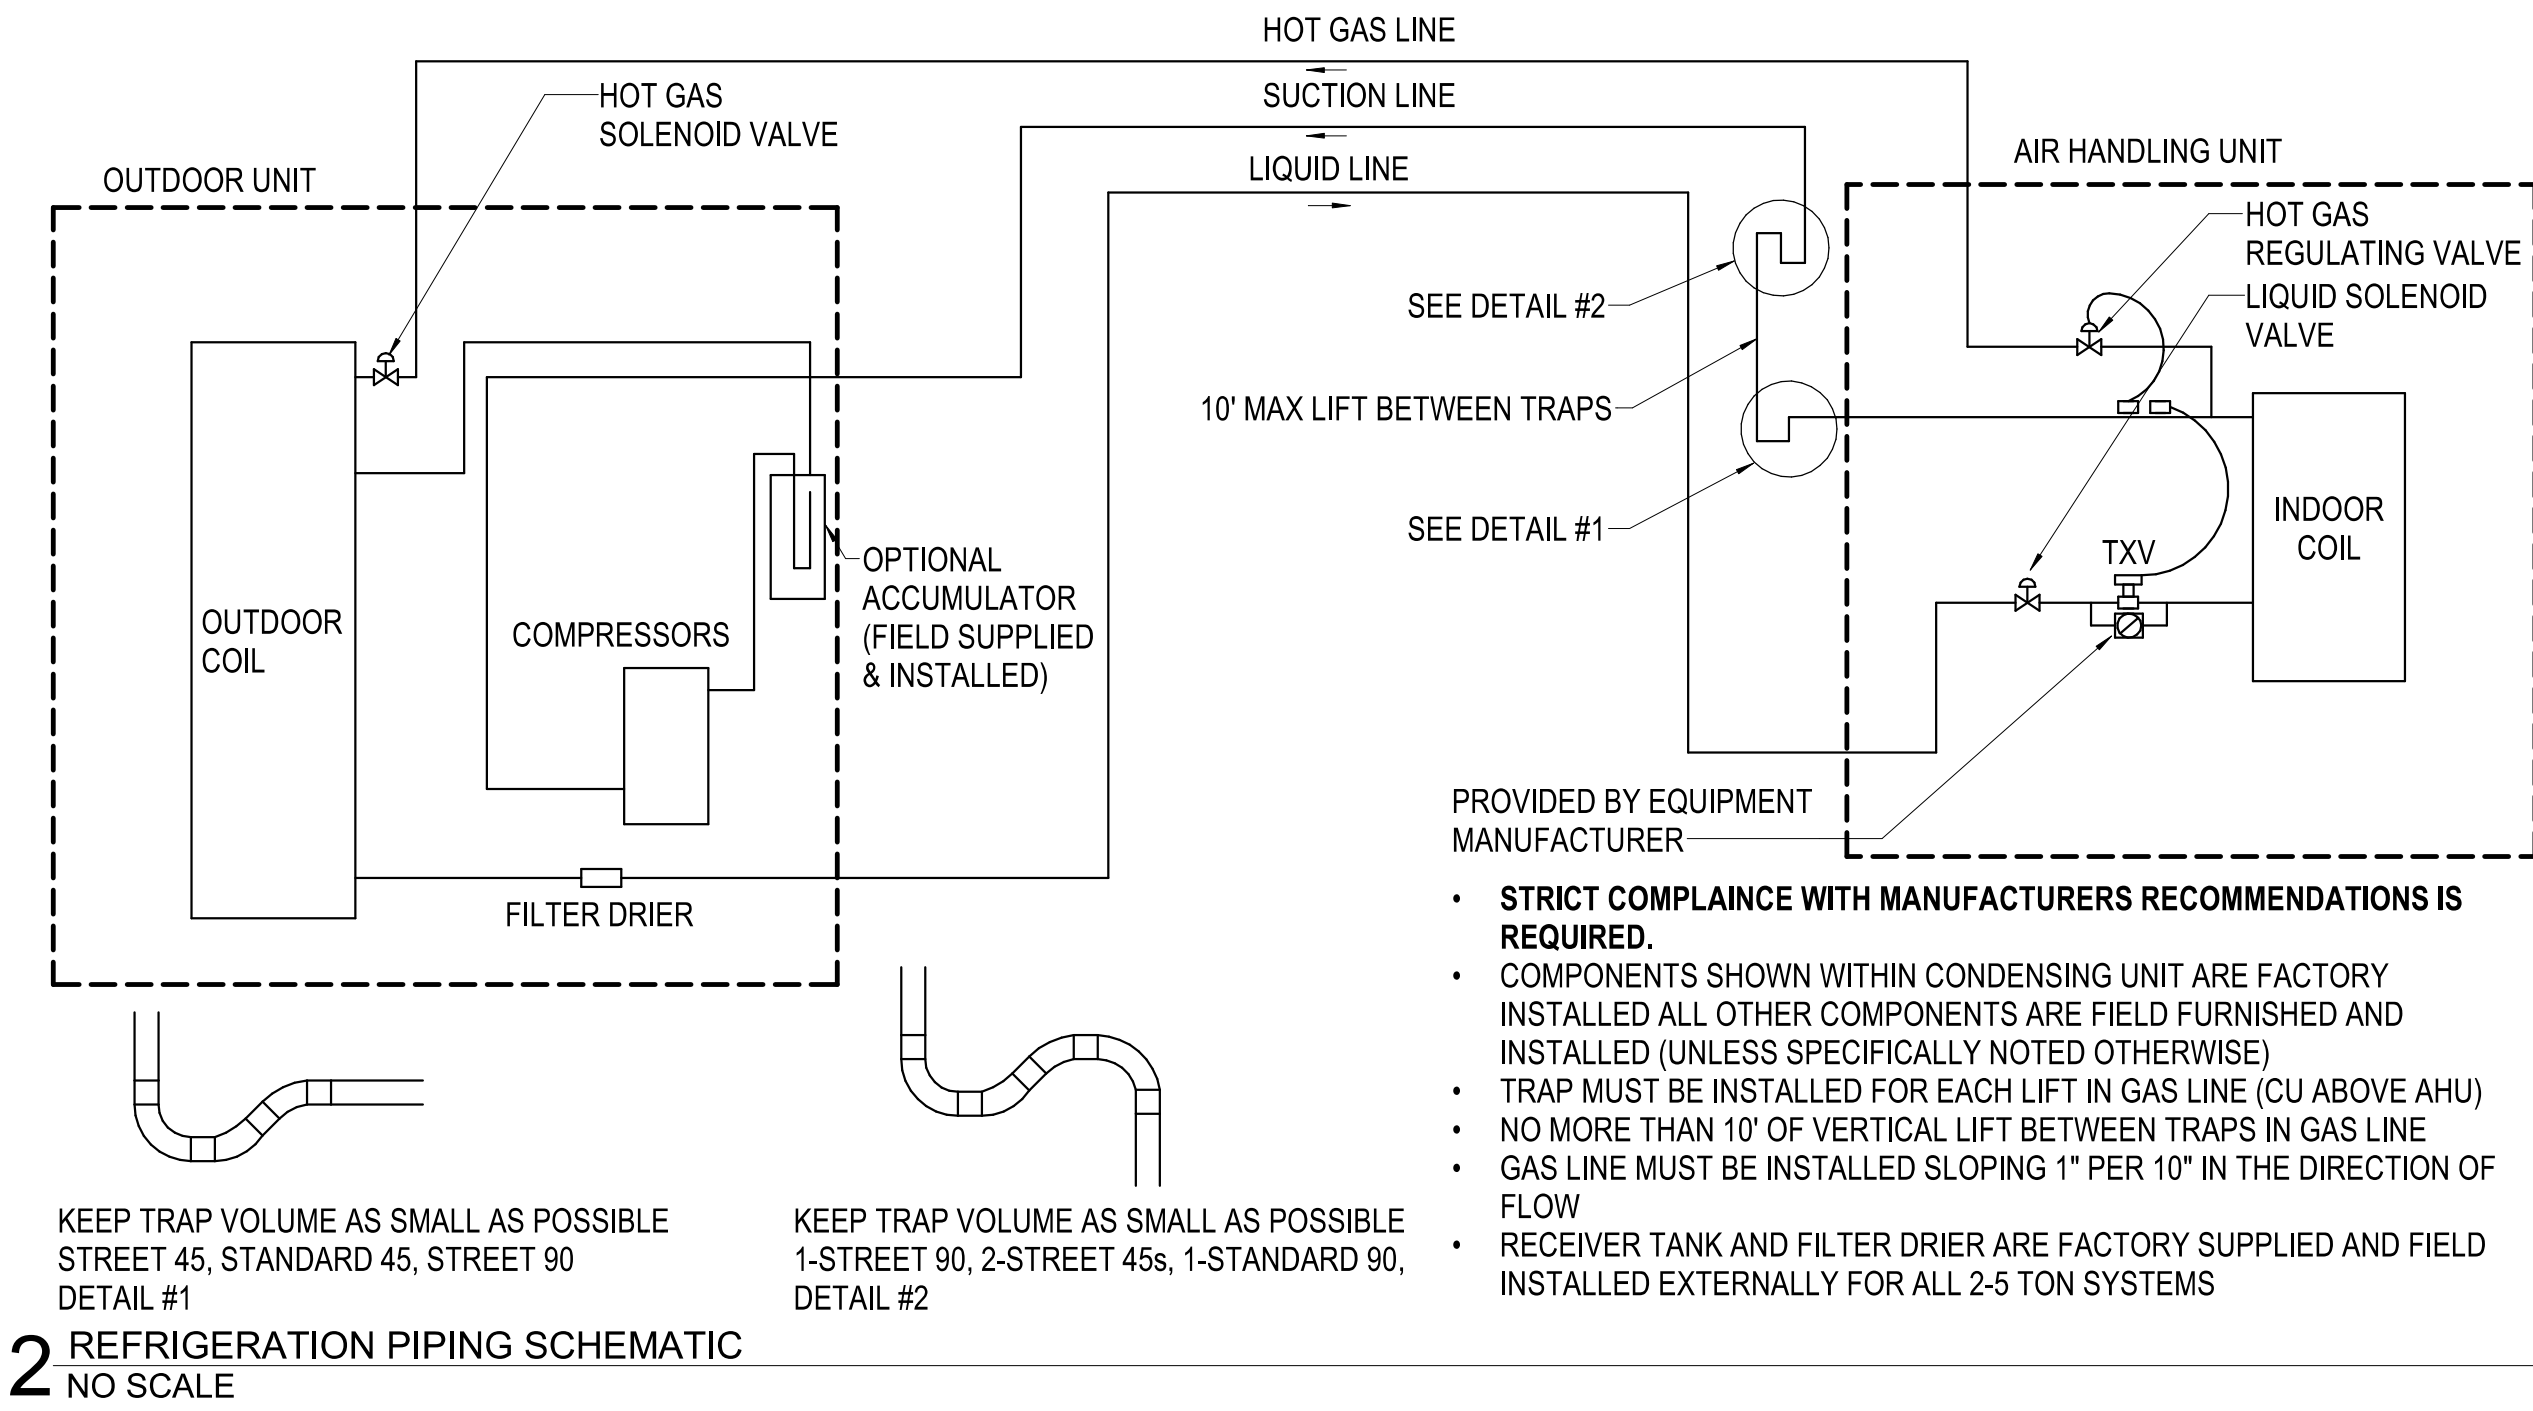 HOT GAS LINE
SUCTION LINE
LIQUID LINE
HOT GAS
SOLENOID VALVE
OUTDOOR UNIT
AIR HANDLING UNIT
HOT GAS
REGULATING VALVE
LIQUID SOLENOID
VALVE
SEE DETAIL #2
10' MAX LIFT BETWEEN TRAPS
SEE DETAIL #1
INDOOR
COIL
TXV
OPTIONAL
ACCUMULATOR
(FIELD SUPPLIED
& INSTALLED)
OUTDOOR
COIL
COMPRESSORS
FILTER DRIER
PROVIDED BY EQUIPMENT
MANUFACTURER
• STRICT COMPLAINCE WITH MANUFACTURERS RECOMMENDATIONS IS
REQUIRED.
• COMPONENTS SHOWN WITHIN CONDENSING UNIT ARE FACTORY
INSTALLED ALL OTHER COMPONENTS ARE FIELD FURNISHED AND
INSTALLED (UNLESS SPECIFICALLY NOTED OTHERWISE)
• TRAP MUST BE INSTALLED FOR EACH LIFT IN GAS LINE (CU ABOVE AHU)
• NO MORE THAN 10' OF VERTICAL LIFT BETWEEN TRAPS IN GAS LINE
• GAS LINE MUST BE INSTALLED SLOPING 1" PER 10" IN THE DIRECTION OF
FLOW
• RECEIVER TANK AND FILTER DRIER ARE FACTORY SUPPLIED AND FIELD
INSTALLED EXTERNALLY FOR ALL 2-5 TON SYSTEMS
KEEP TRAP VOLUME AS SMALL AS POSSIBLE
STREET 45, STANDARD 45, STREET 90
DETAIL #1
KEEP TRAP VOLUME AS SMALL AS POSSIBLE
1-STREET 90, 2-STREET 45s, 1-STANDARD 90,
DETAIL #2
2 REFRIGERATION PIPING SCHEMATIC
NO SCALE